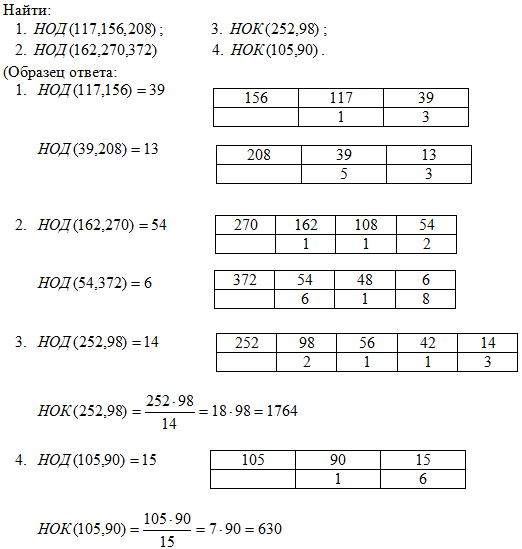 Найти:
1. НОД(117,156,208) ; 3. НОК(252,98) ;
2. НОД(162,270,372) 4. НОК(105,90) .
(Образец ответа:
1. НОД(117,156) = 39
156 117 39
1 3
НОД(39,208) = 13
208 39 13
5 3
2. НОД(162,270) = 54
270 162 108 54
1 1 2
НОД(54,372) = 6
372 54 48 6
6 1 8
3. НОД(252,98) = 14
252 98 56 42 14
2 1 1 3
НОК(252,98) = \frac{252 · 98}{14} = 18 · 98 = 1764
4. НОД(105,90) = 15
105 90 15
1 6
НОК(105,90) = \frac{105 · 90}{15} = 7 · 90 = 630